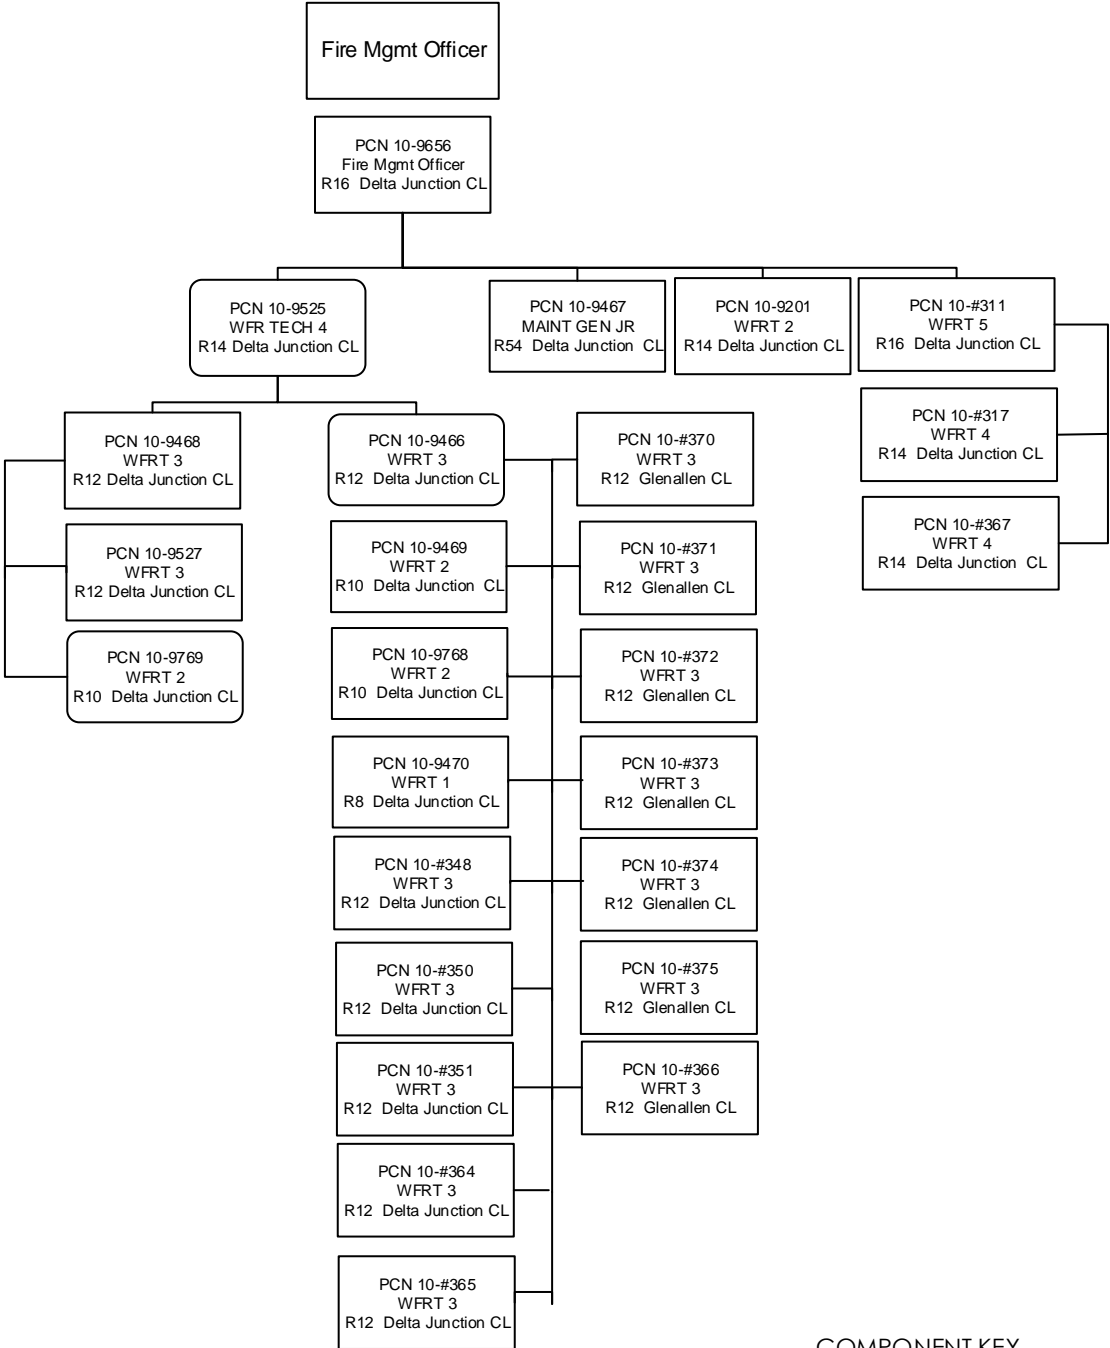 Fire Mgmt Officer
PCN 10-9656
Fire Mgmt Officer
R16 Delta Junction CL
PCN 10-9525
WFR TECH 4
R14 Delta Junction CL
PCN 10-9467
MAINT GEN JR
R54 Delta Junction CL
PCN 10-9201
WFRT 2
R14 Delta Junction CL
PCN 10-#311
WFRT 5
R16 Delta Junction CL
PCN 10-#317
WFRT 4
R14 Delta Junction CL
PCN 10-#367
WFRT 4
R14 Delta Junction CL
PCN 10-9468
WFRT 3
R12 Delta Junction CL
PCN 10-9527
WFRT 3
R12 Delta Junction CL
PCN 10-9769
WFRT 2
R10 Delta Junction CL
PCN 10-9466
WFRT 3
R12 Delta Junction CL
PCN 10-9469
WFRT 2
R10 Delta Junction CL
PCN 10-9768
WFRT 2
R10 Delta Junction CL
PCN 10-9470
WFRT 1
R8 Delta Junction CL
PCN 10-#348
WFRT 3
R12 Delta Junction CL
PCN 10-#350
WFRT 3
R12 Delta Junction CL
PCN 10-#351
WFRT 3
R12 Delta Junction CL
PCN 10-#364
WFRT 3
R12 Delta Junction CL
PCN 10-#365
WFRT 3
R12 Delta Junction CL
PCN 10-#370
WFRT 3
R12 Glenallen CL
PCN 10-#371
WFRT 3
R12 Glenallen CL
PCN 10-#372
WFRT 3
R12 Glenallen CL
PCN 10-#373
WFRT 3
R12 Glenallen CL
PCN 10-#374
WFRT 3
R12 Glenallen CL
PCN 10-#375
WFRT 3
R12 Glenallen CL
PCN 10-#366
WFRT 3
R12 Glenallen CL
COMPONENT KEY